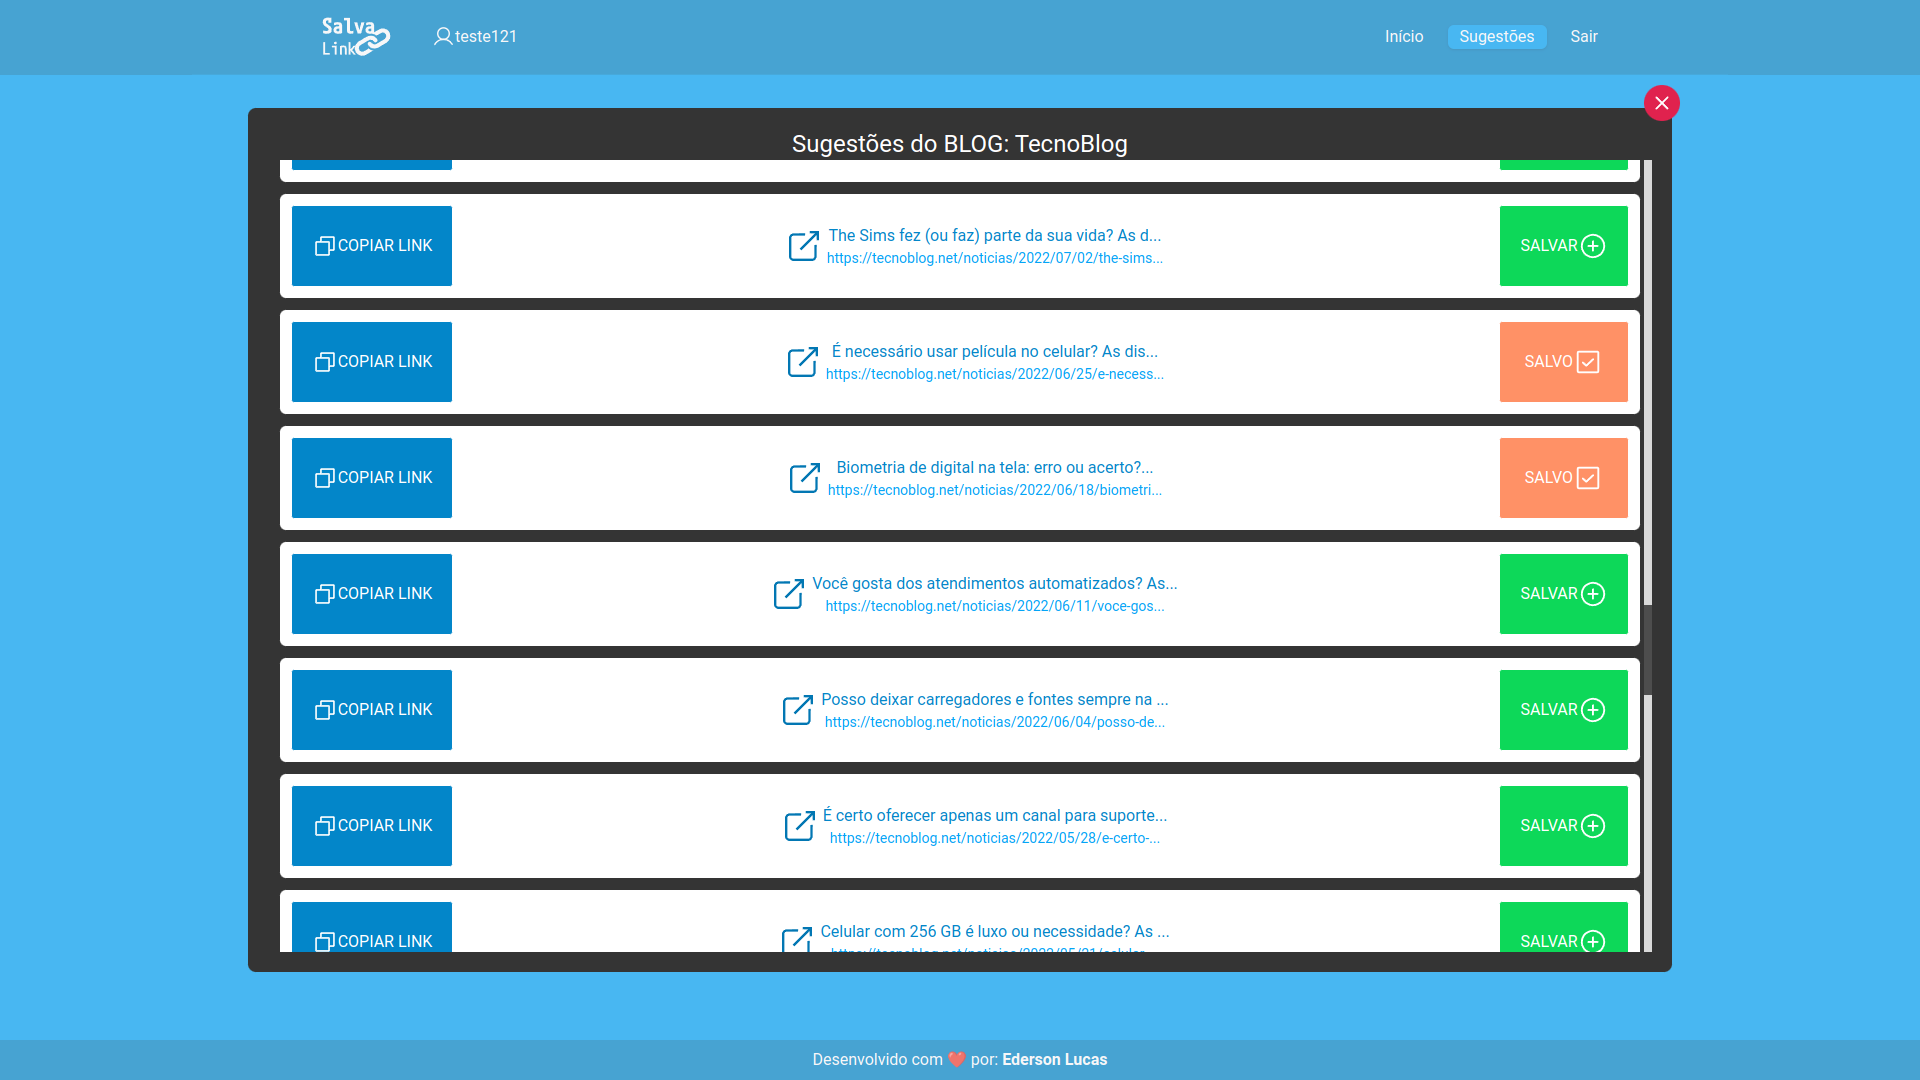 Salva
Link
teste121
Início
Sugestões
Sair
Sugestões do BLOG: TecnoBlog
COPIAR LINK
The Sims fez (ou faz) parte da sua vida? As d...
https://tecnoblog.net/noticias/2022/07/02/the-sims...
SALVAR
COPIAR LINK
É necessário usar película no celular? As dis...
https://tecnoblog.net/noticias/2022/06/25/e-necess...
SALVO
COPIAR LINK
Biometria de digital na tela: erro ou acerto?...
https://tecnoblog.net/noticias/2022/06/18/biometri...
SALVO
COPIAR LINK
Você gosta dos atendimentos automatizados? As...
https://tecnoblog.net/noticias/2022/06/11/voce-gos...
SALVAR
COPIAR LINK
Posso deixar carregadores e fontes sempre na ...
https://tecnoblog.net/noticias/2022/06/04/posso-de...
SALVAR
COPIAR LINK
É certo oferecer apenas um canal para suporte...
https://tecnoblog.net/noticias/2022/05/28/e-certo-...
SALVAR
COPIAR LINK
Celular com 256 GB é luxo ou necessidade? As ...
SALVAR
Desenvolvido com ❤️ por: Ederson Lucas